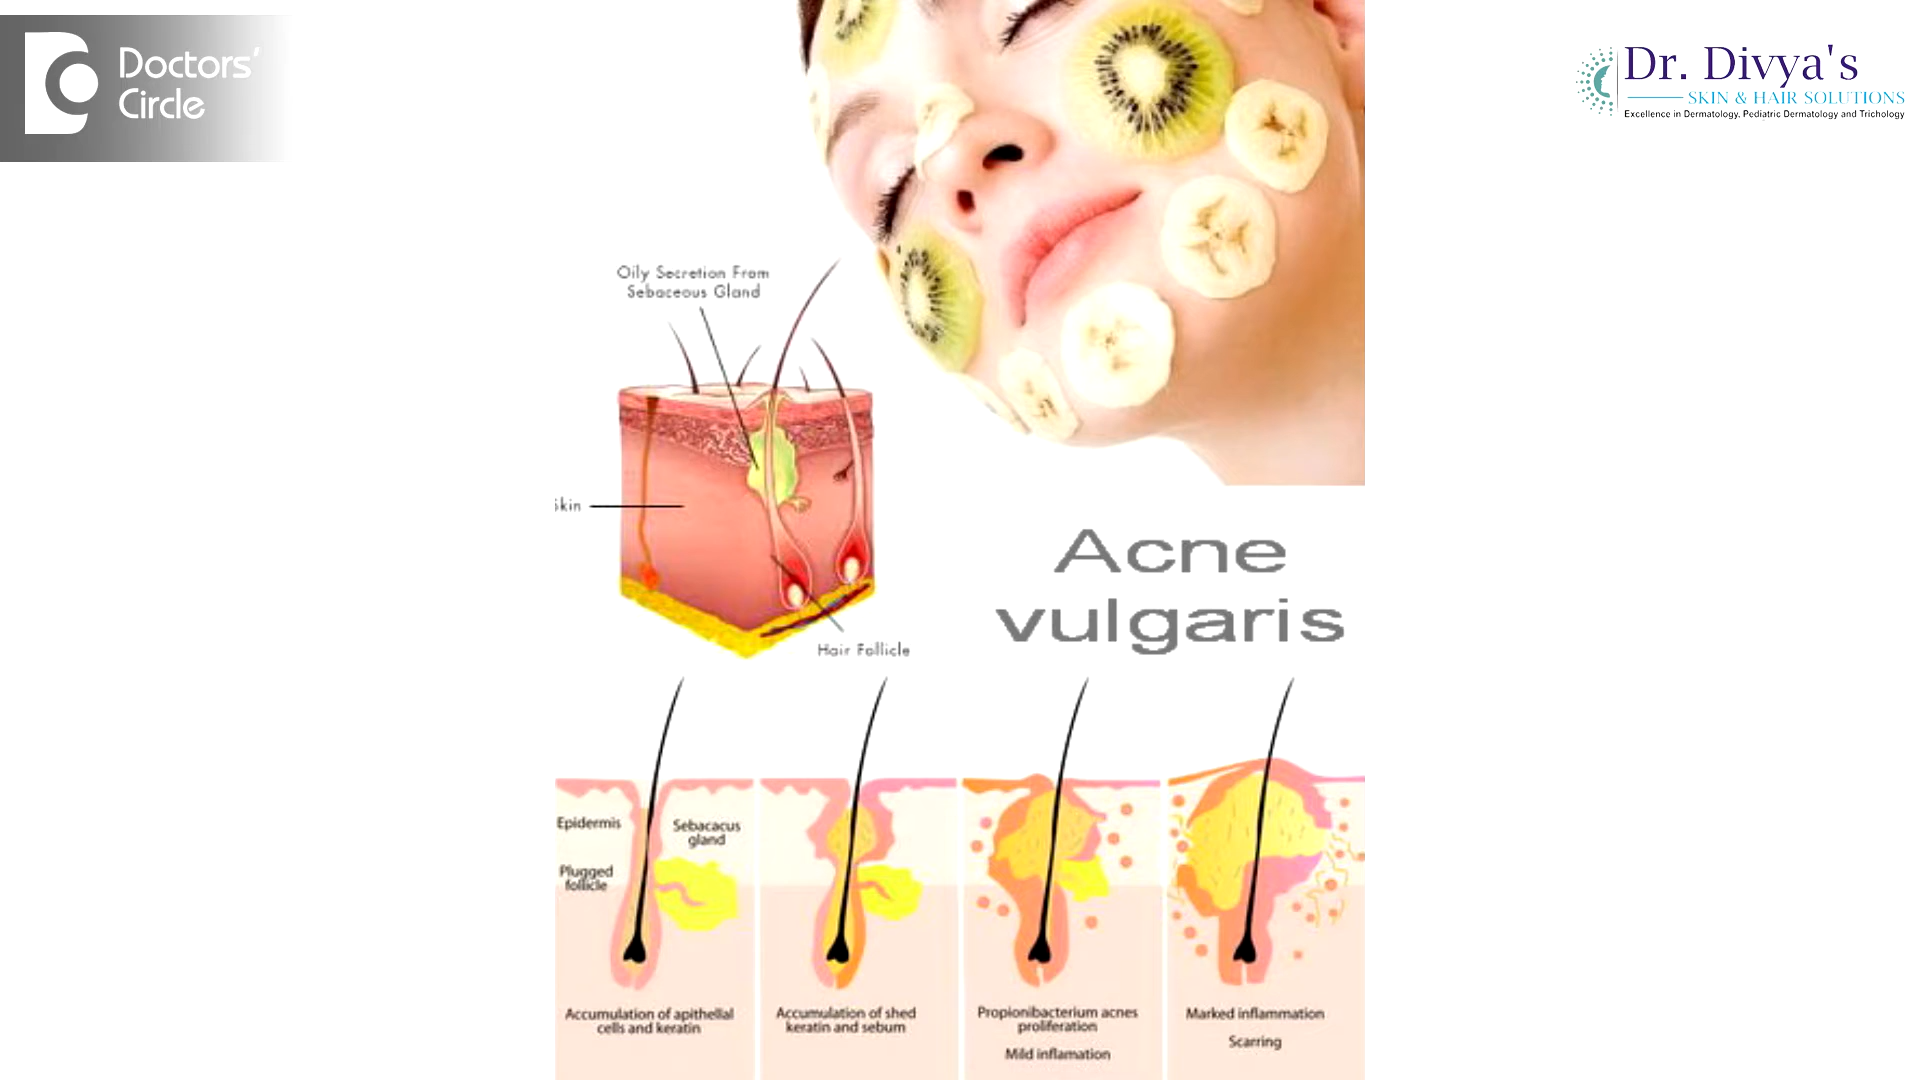 Doctors'
Circle
Dr. Divya's
SKIN & HAIR SOLUTIONS
Excellence in Dermatology, Pediatric Dermatology and Trichology
Oily Secretion From
Sebaceous Gland
skin
Hair Follicle
Acne
vulgaris
Epidermis
Sebacacus
gland
Plugged
follicle
Accumulation of apithellal
cells and keratin
Accumulation of shed
keratin and sebum
Propionibacterium acnes
proliferation
Mild inflamation
Marked inflammation
Scarring